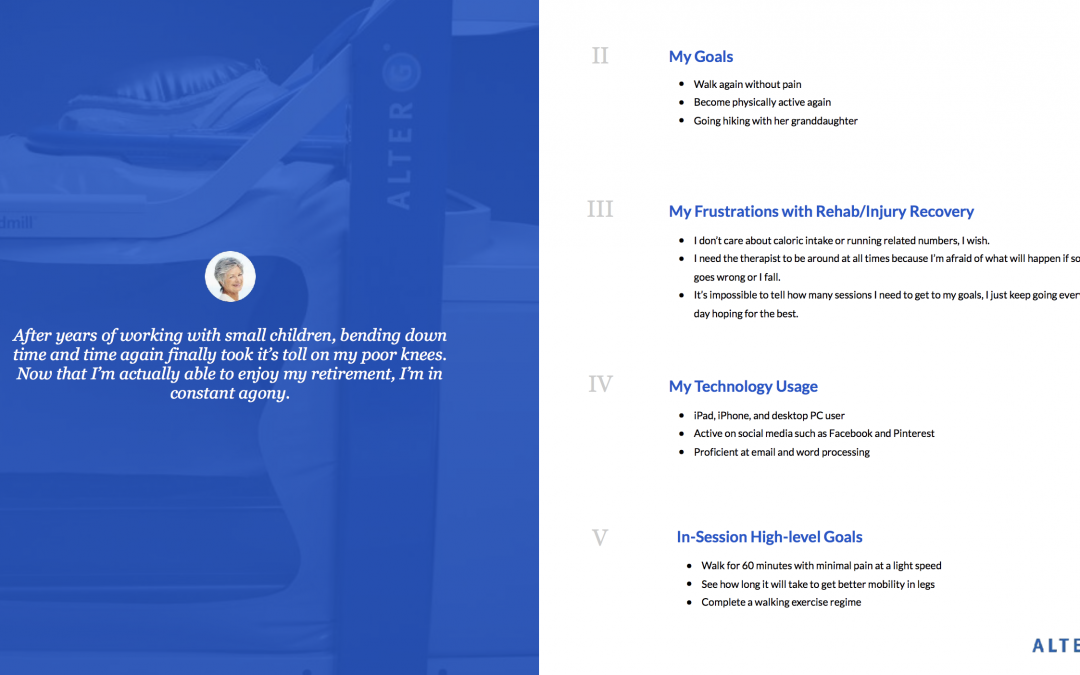 ALTER G
dmill
After years of working with small children, bending down
time and time again finally took it's toll on my poor knees.
Now that I'm actually able to enjoy my retirement, I'm in
constant agony.
II
My Goals
Walk again without pain
Become physically active again
Going hiking with her granddaughter
III
My Frustrations with Rehab/Injury Recovery
I don't care about caloric intake or running related numbers, I wish.
I need the therapist to be around at all times because I'm afraid of what will happen if so
goes wrong or I fall.
It's impossible to tell how many sessions I need to get to my goals, I just keep going ever
day hoping for the best.
IV
My Technology Usage
iPad, iPhone, and desktop PC user
Active on social media such as Facebook and Pinterest
Proficient at email and word processing
V
In-Session High-level Goals
Walk for 60 minutes with minimal pain at a light speed
See how long it will take to get better mobility in legs
Complete a walking exercise regime
ALTE